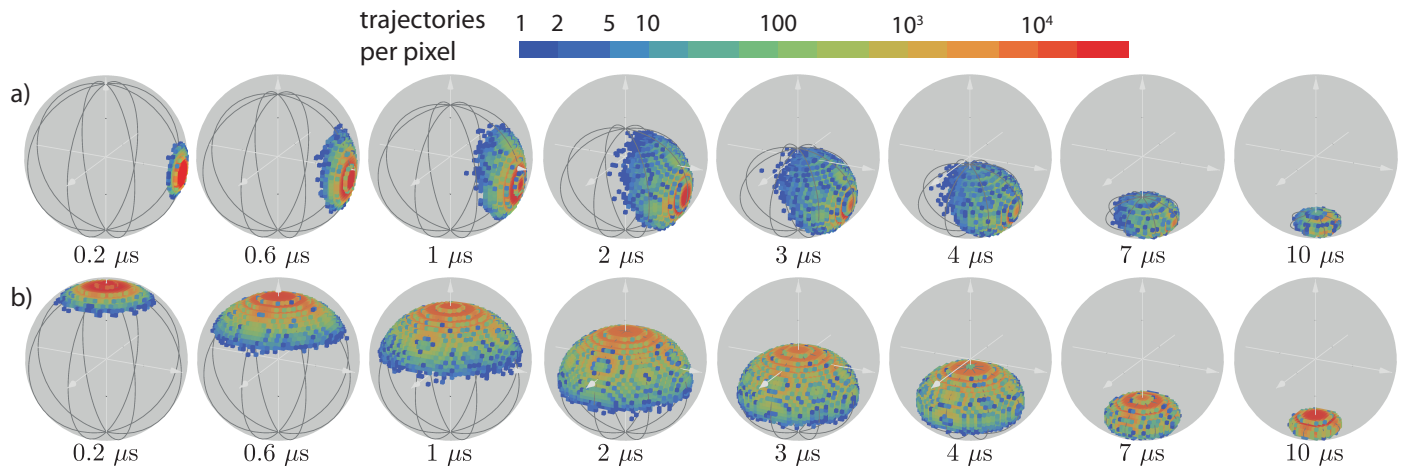 trajectories
per pixel
1 2 5 10 100 10³ 10⁴
a)
0.2 μs 0.6 μs 1 μs 2 μs 3 μs 4 μs 7 μs 10 μs
b)
0.2 μs 0.6 μs 1 μs 2 μs 3 μs 4 μs 7 μs 10 μs